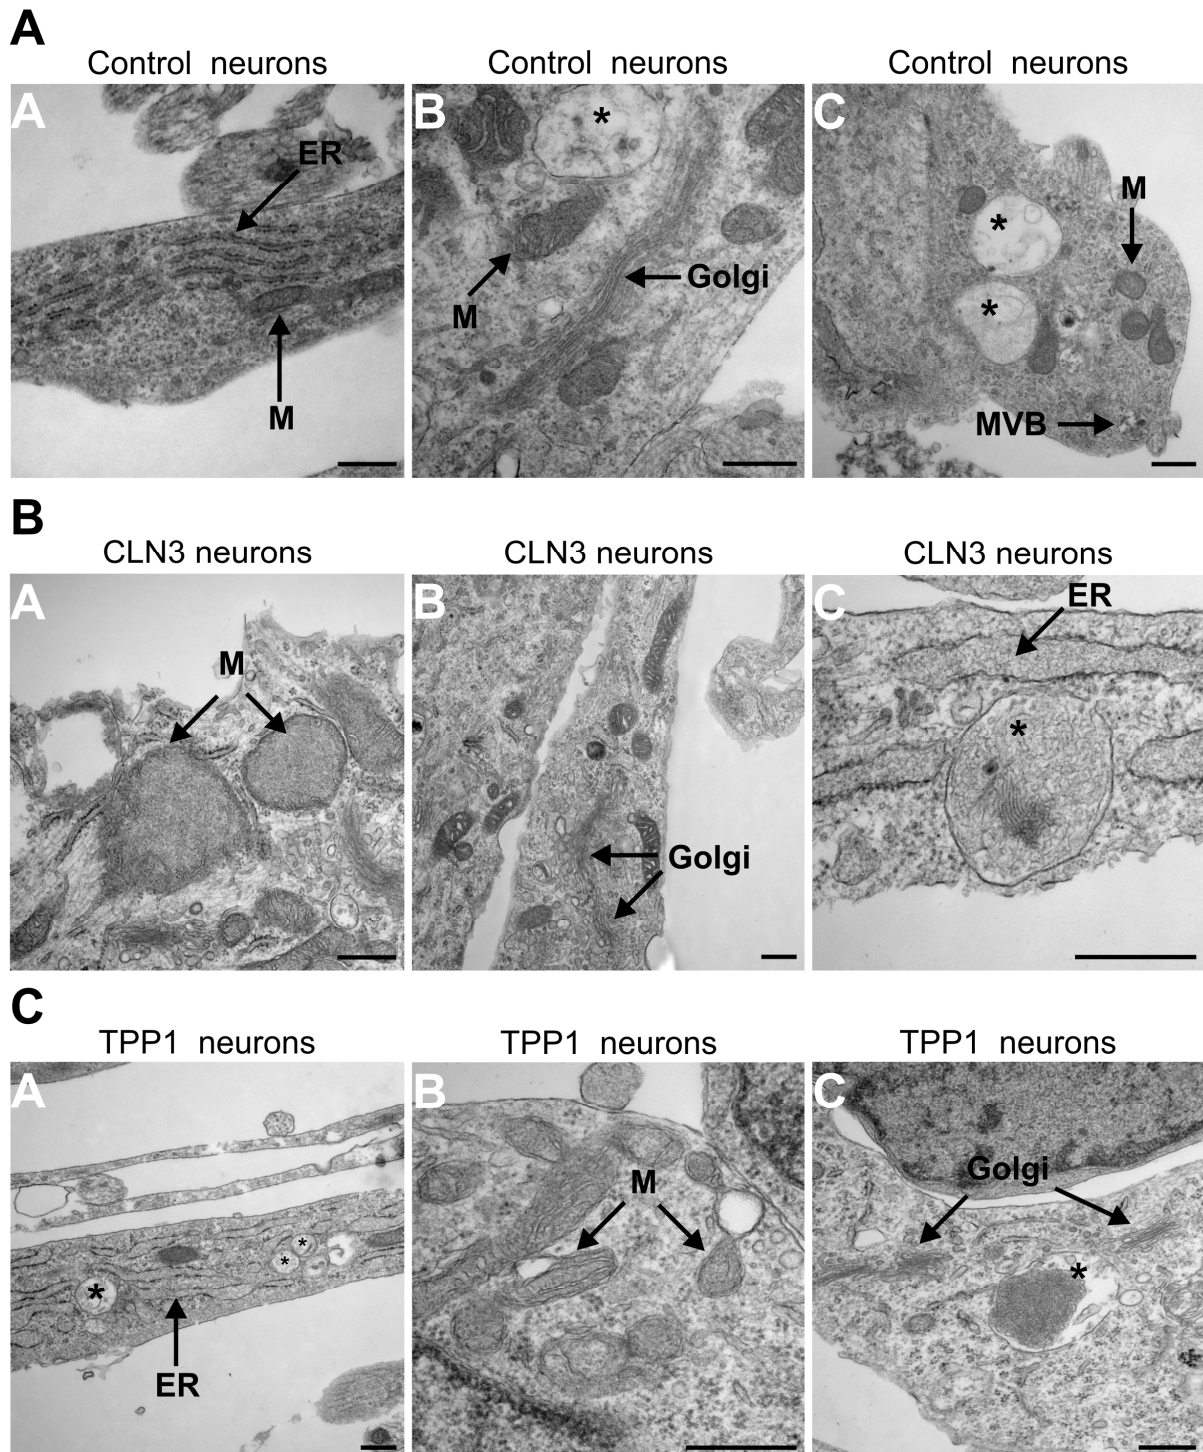 A
Control neurons
Control neurons
Control neurons
A
B
C
ER
*
M
*
M
Golgi
*
M
MVB
B
CLN3 neurons
CLN3 neurons
CLN3 neurons
A
B
C
ER
M
*
Golgi
C
TPP1 neurons
TPP1 neurons
TPP1 neurons
A
B
C
M
Golgi
*
*
*
*
ER